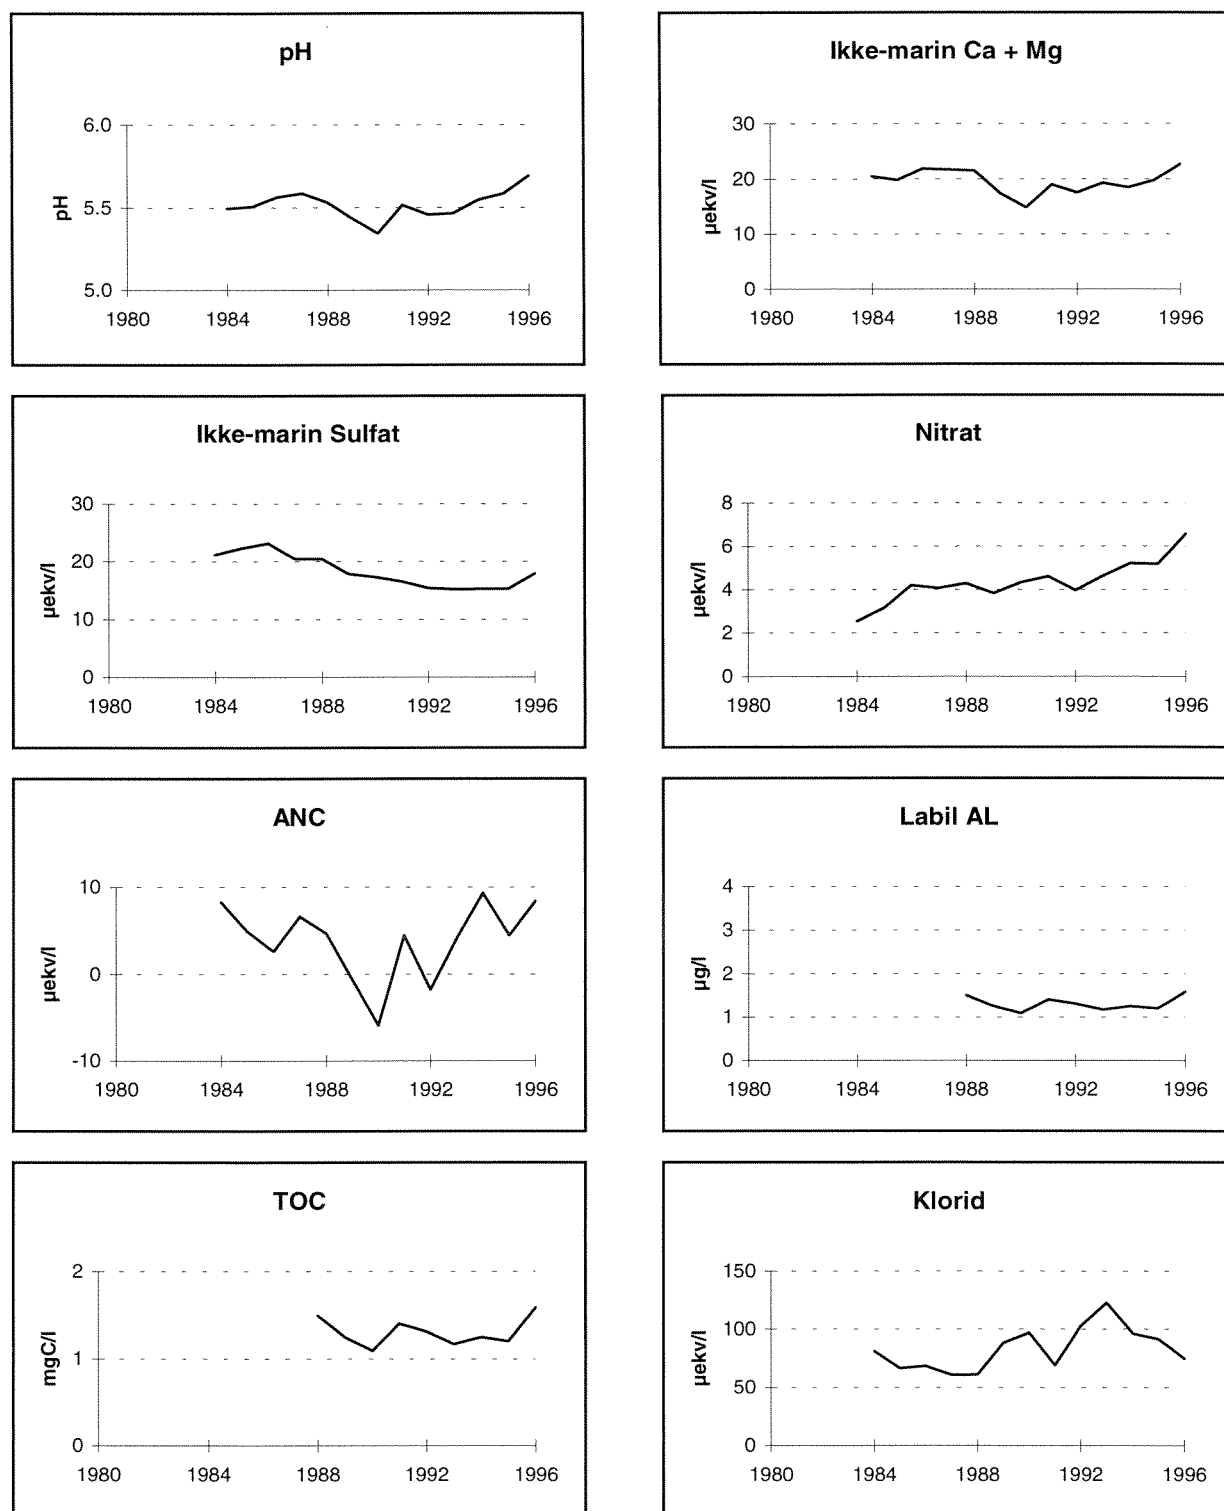 pH
6.0
5.5
5.0
pH
1980 1984 1988 1992 1996
Ikke-marin Ca + Mg
30
20
10
0
µekv/l
1980 1984 1988 1992 1996
Ikke-marin Sulfat
30
20
10
0
µekv/l
1980 1984 1988 1992 1996
Nitrat
8
6
4
2
0
µekv/l
1980 1984 1988 1992 1996
ANC
10
0
-10
µekv/l
1980 1984 1988 1992 1996
Labil AL
4
3
2
1
0
µg/l
1980 1984 1988 1992 1996
TOC
2
1
0
mgC/l
1980 1984 1988 1992 1996
Klorid
150
100
50
0
µekv/l
1980 1984 1988 1992 1996